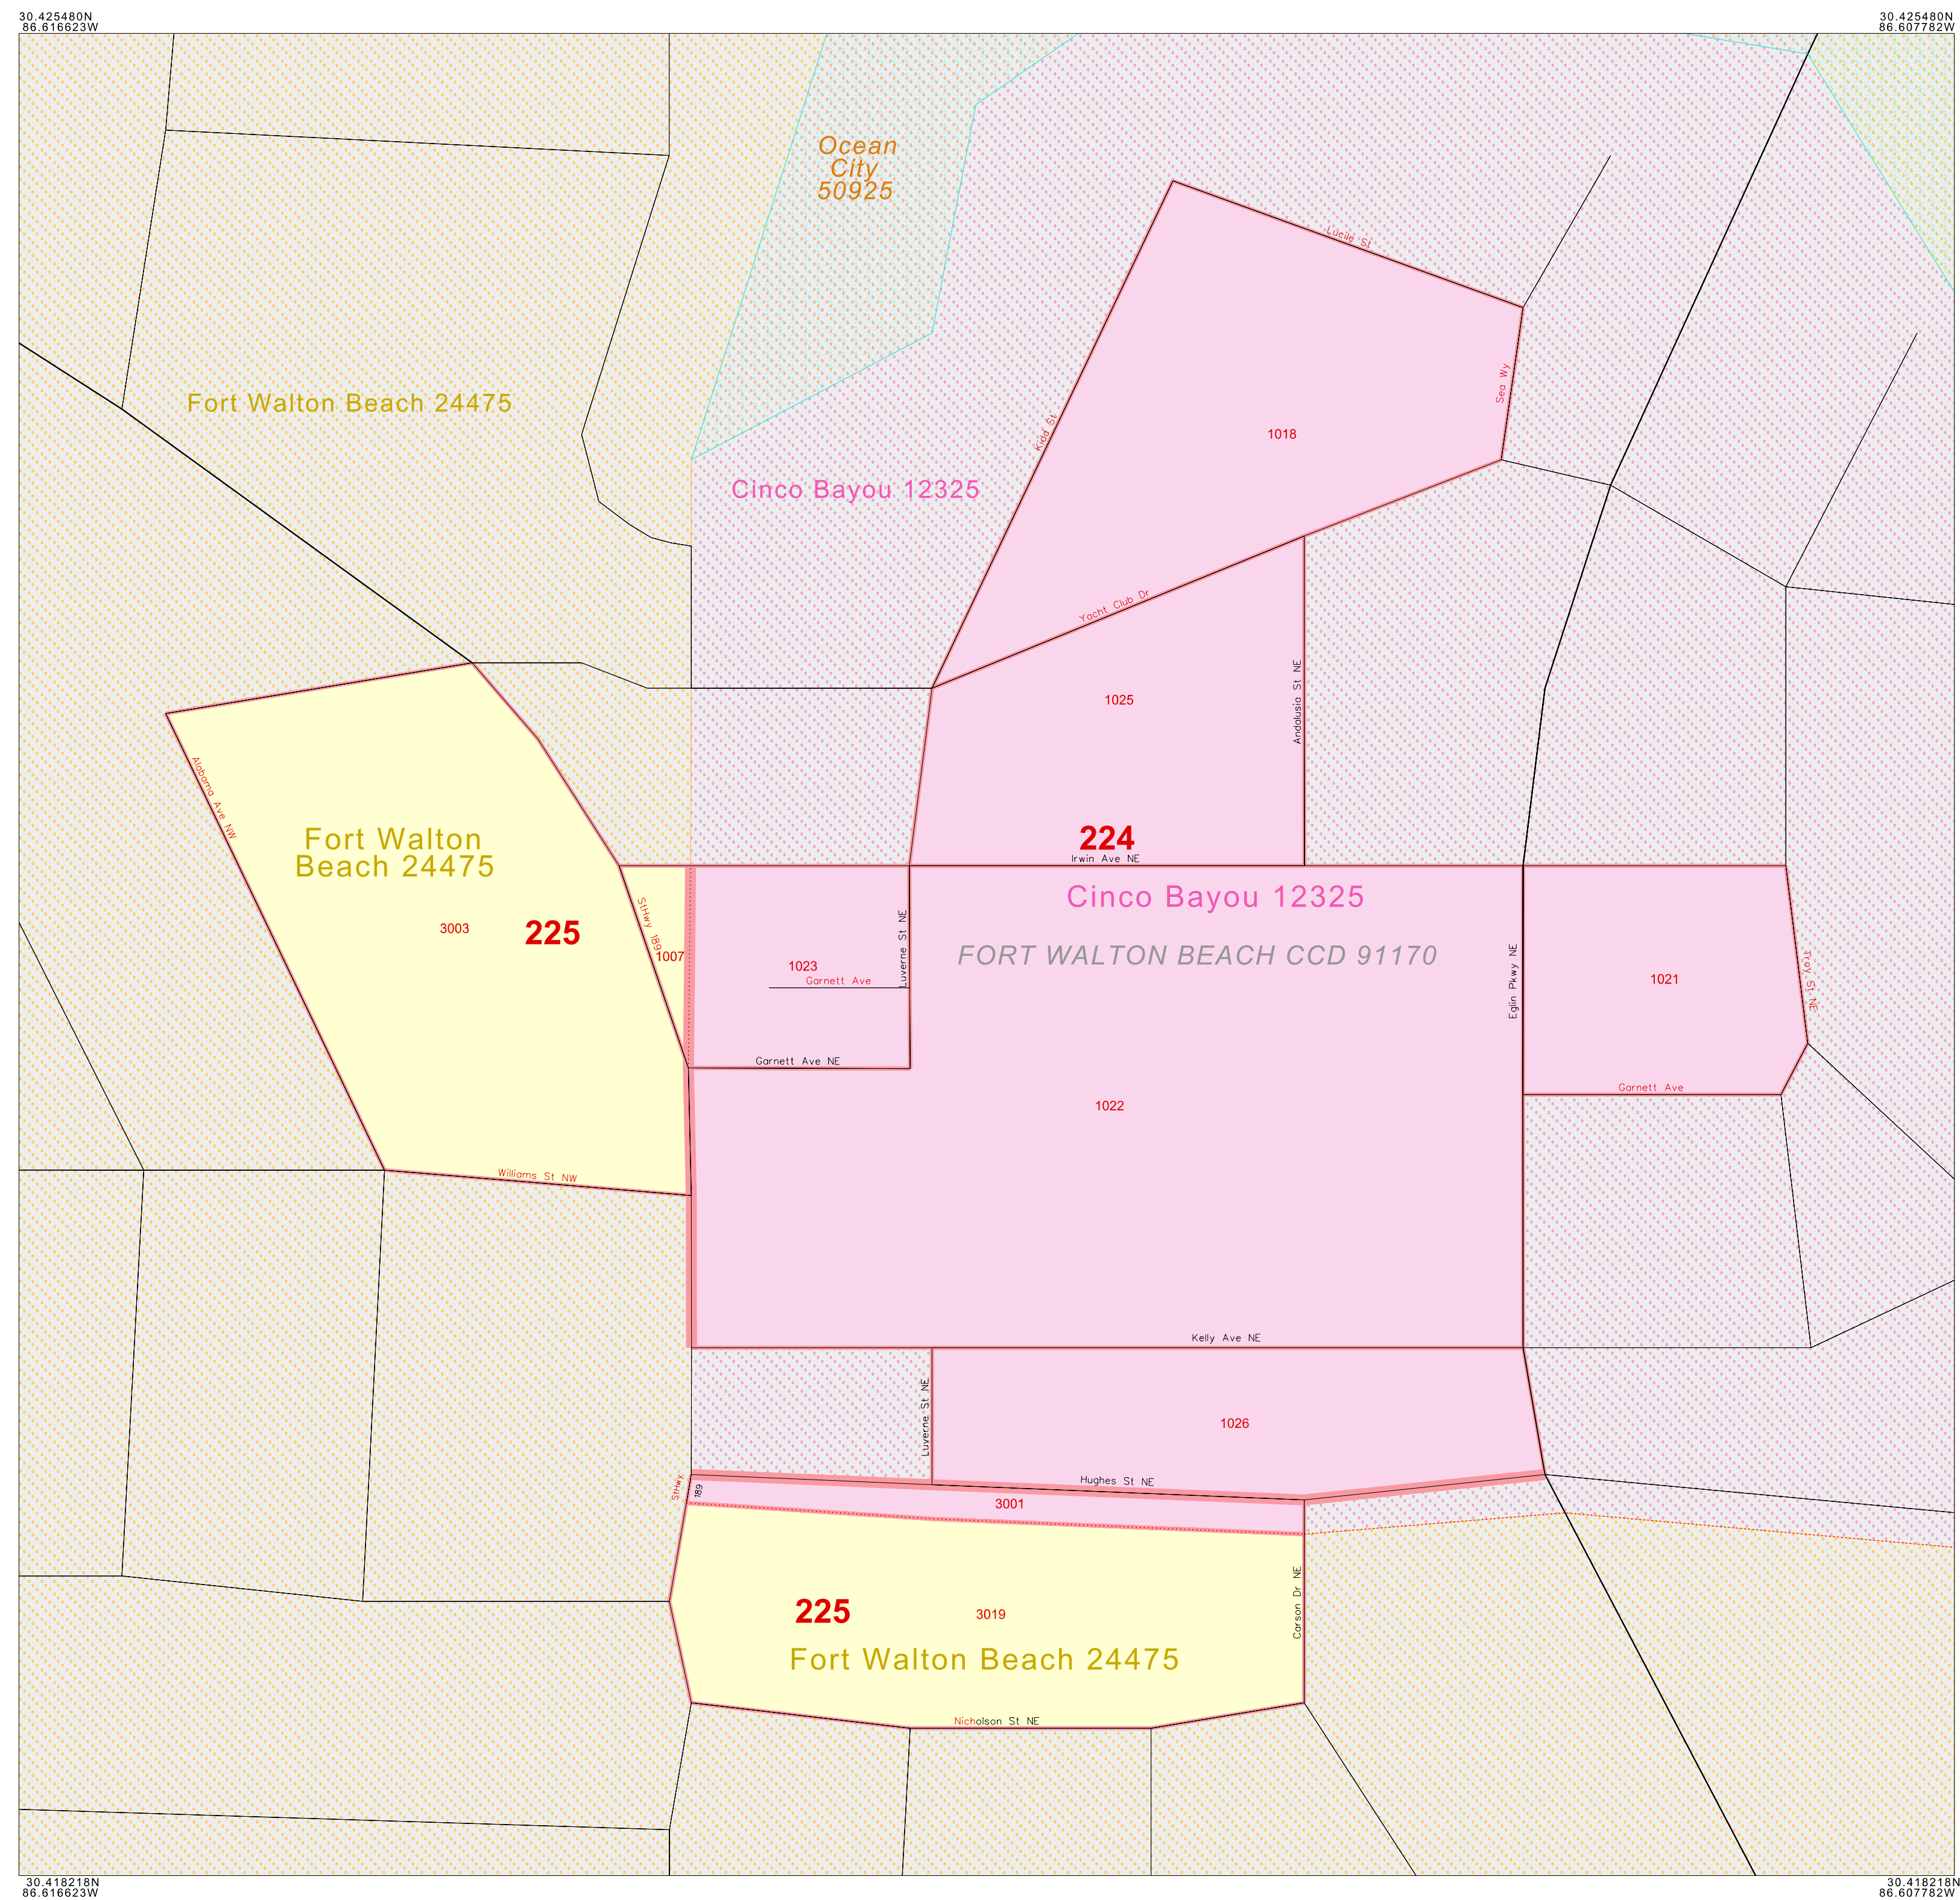 30.425480N
86.616623W
30.425480N
86.607782W
Ocean
City
50925
Lucile St
Sea Wy
Fort Walton Beach 24475
Kidd St
1018
Cinco Bayou 12325
Yacht Club Dr
Andalusia St NE
1025
Alabama Ave NW
Fort Walton
Beach 24475
224
Irwin Ave NE
Cinco Bayou 12325
3003
225
StHwy 189
1007
1023
Garnett Ave
Luverne St NE
FORT WALTON BEACH CCD 91170
Eglin Pkwy NE
1021
Troy St NE
Garnett Ave NE
Garnett Ave
1022
Williams St NW
Kelly Ave NE
Luverne St NE
1026
StHwy
189
Hughes St NE
3001
225
3019
Carson Dr NE
Fort Walton Beach 24475
Nicholson St NE
30.418218N
86.616623W
30.418218N
86.607782W